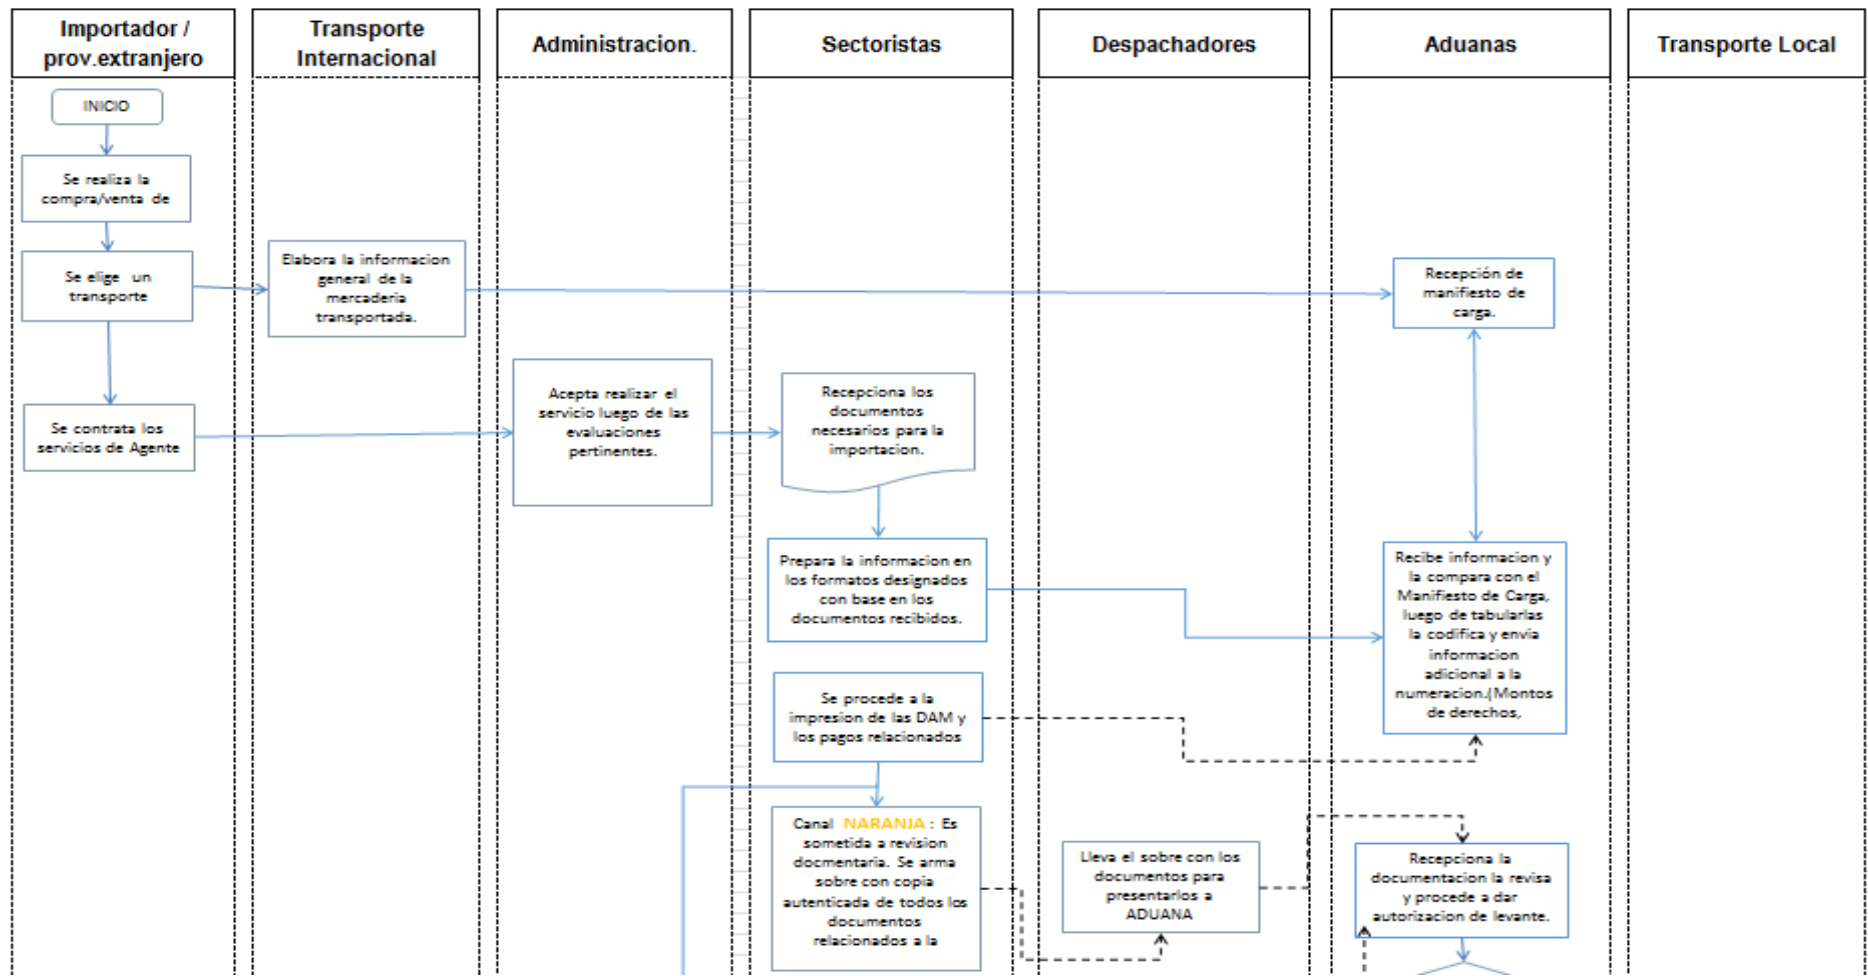 Importador /
prov.extranjero
Transporte
Internacional
Administracion.
Sectoristas
Despachadores
Aduanas
Transporte Local
INICIO
Se realiza la
compra/venta de
Se elige un
transporte
Elabora la informacion
general de la
mercaderia
transportada.
Recepción de
manifiesto de
carga.
Se contrata los
servicios de Agente
Acepta realizar el
servicio luego de las
evaluaciones
pertinentes.
Recepciona los
documentos
necesarios para la
importacion.
Prepara la informacion en
los formatos designados
con base en los
documentos recibidos.
Recibe informacion y
la compara con el
Manifiesto de Carga,
luego de tabularlas
la codifica y envia
informacion
adicional a la
numeracion.(Montos
de derechos,
Se procede a la
impresion de las DAM y
los pagos relacionados
Canal NARANJA : Es
sometida a revision
docmentaria. Se arma
sobre con copia
autenticada de todos los
documentos
relacionados a la
Lleva el sobre con los
documentos para
presentarlos a
ADUANA
Recepciona la
documentacion la revisa
y procede a dar
autorizacion de levante.